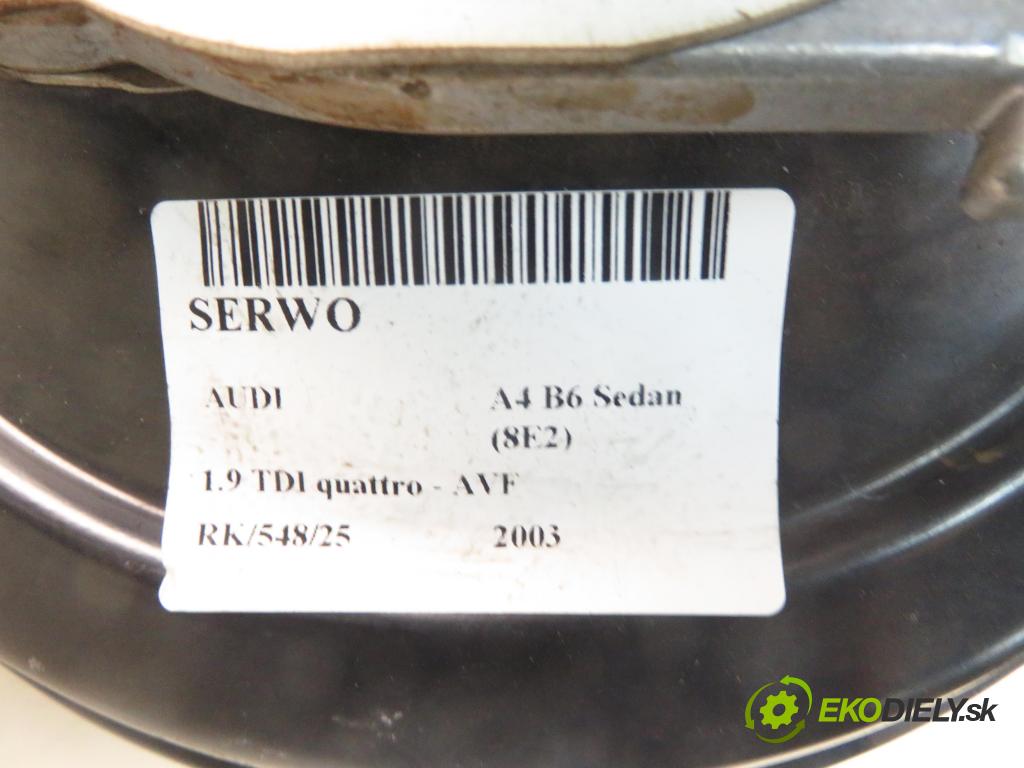 SERWO
AUDI A4 B6 Sedan
(8E2)
1.9 TDI quattro - AVF
RK/548/25 2003
EKODIELY.sk